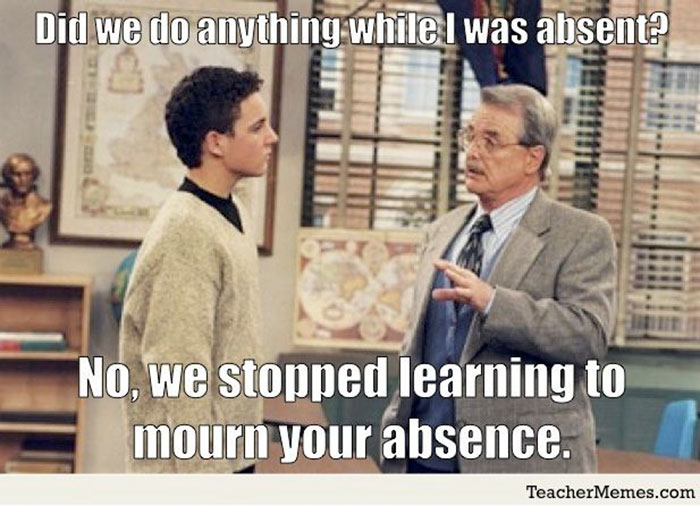 Did we do anything while I was absent?
No, we stopped learning to
mourn your absence.
TeacherMemes.com